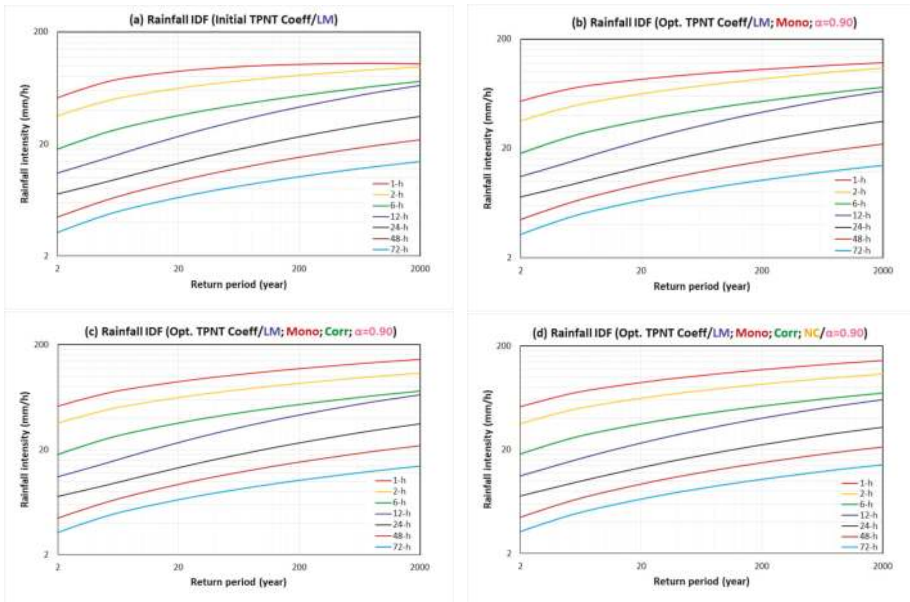 (a) Rainfall IDF (Initial TPNT Coeff/LM)
200
20
2
Rainfall intensity (mm/h)
1-h
2-h
6-h
12-h
24-h
48-h
72-h
2 20 200 2000
Return period (year)
(b) Rainfall IDF (Opt. TPNT Coeff/LM; Mono; α=0.90)
200
20
2
Rainfall intensity (mm/h)
1-h
2-h
6-h
12-h
24-h
48-h
72-h
2 20 200 2000
Return period (year)
(c) Rainfall IDF (Opt. TPNT Coeff/LM; Mono; Corr; α=0.90)
200
20
2
Rainfall intensity (mm/h)
1-h
2-h
6-h
12-h
24-h
48-h
72-h
2 20 200 2000
Return period (year)
(d) Rainfall IDF (Opt. TPNT Coeff/LM; Mono; Corr; NC/α=0.90)
200
20
2
Rainfall intensity (mm/h)
1-h
2-h
6-h
12-h
24-h
48-h
72-h
2 20 200 2000
Return period (year)